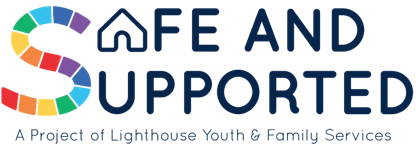 SAFE AND
SUPPORTED
A Project of Lighthouse Youth & Family Services